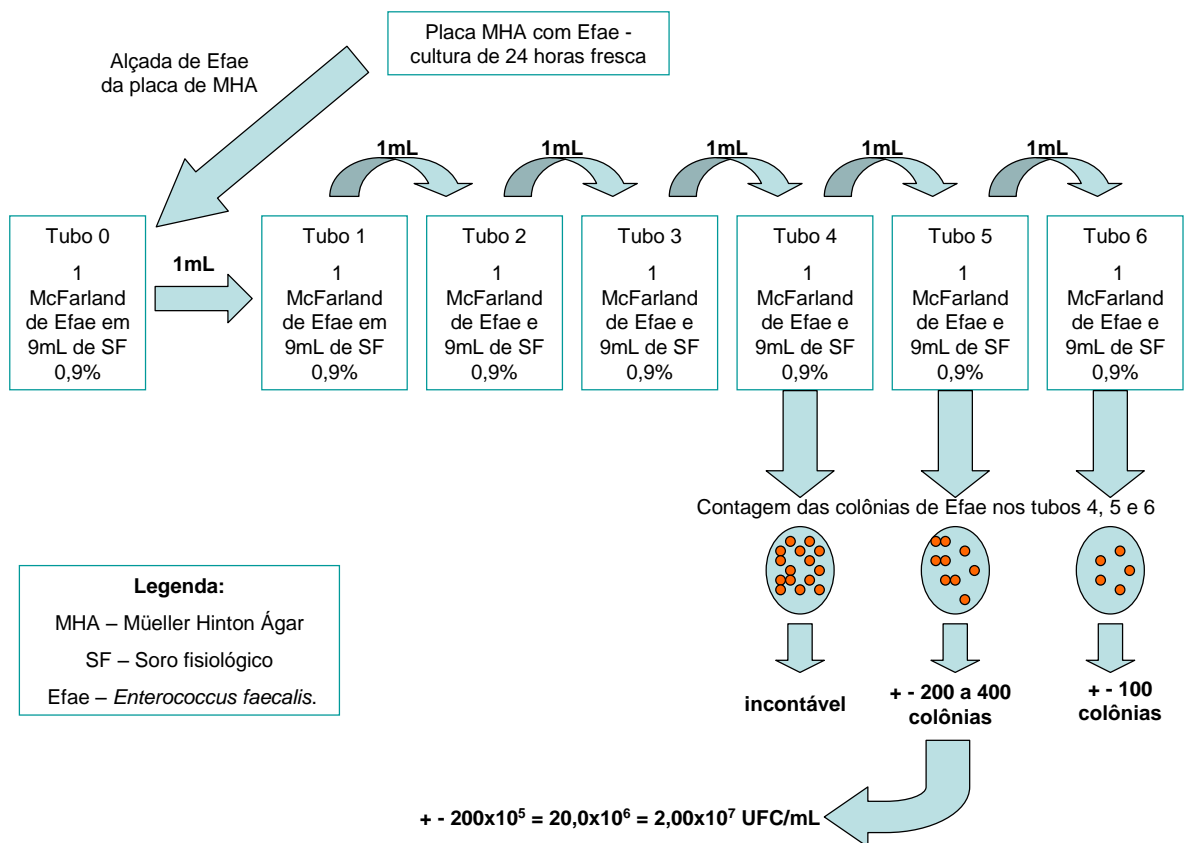 Placa MHA com Efae -
cultura de 24 horas fresca
Alçada de Efae
da placa de MHA
1mL
1mL
1mL
1mL
1mL
Tubo 0
1
McFarland
de Efae em
9mL de SF
0,9%
1mL
Tubo 1
1
McFarland
de Efae em
9mL de SF
0,9%
Tubo 2
1
McFarland
de Efae e
9mL de SF
0,9%
Tubo 3
1
McFarland
de Efae e
9mL de SF
0,9%
Tubo 4
1
McFarland
de Efae e
9mL de SF
0,9%
Tubo 5
1
McFarland
de Efae e
9mL de SF
0,9%
Tubo 6
1
McFarland
de Efae e
9mL de SF
0,9%
Contagem das colônias de Efae nos tubos 4, 5 e 6
Legenda:
MHA – Müeller Hinton Ágar
SF – Soro fisiológico
Efae – Enterococcus faecalis.
incontável
+ - 200 a 400
colônias
+ - 100
colônias
+ - 200x10⁵ = 20,0x10⁶ = 2,00x10⁷ UFC/mL